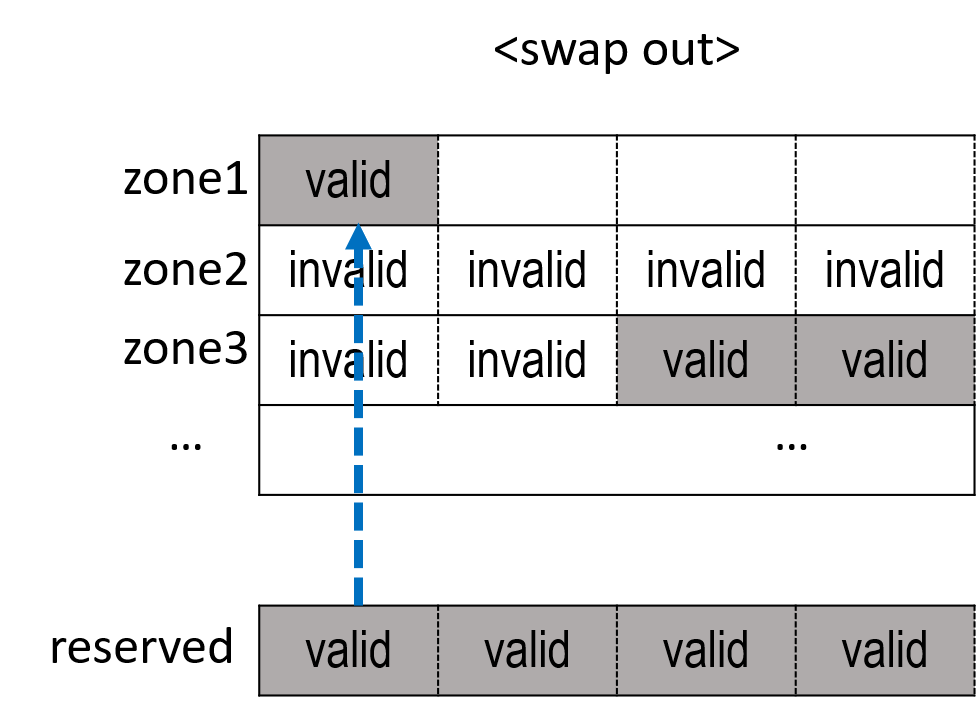 <swap out>
zone1 valid
zone2 invalid invalid invalid invalid
zone3 invalid invalid valid valid
... ...
reserved valid valid valid valid